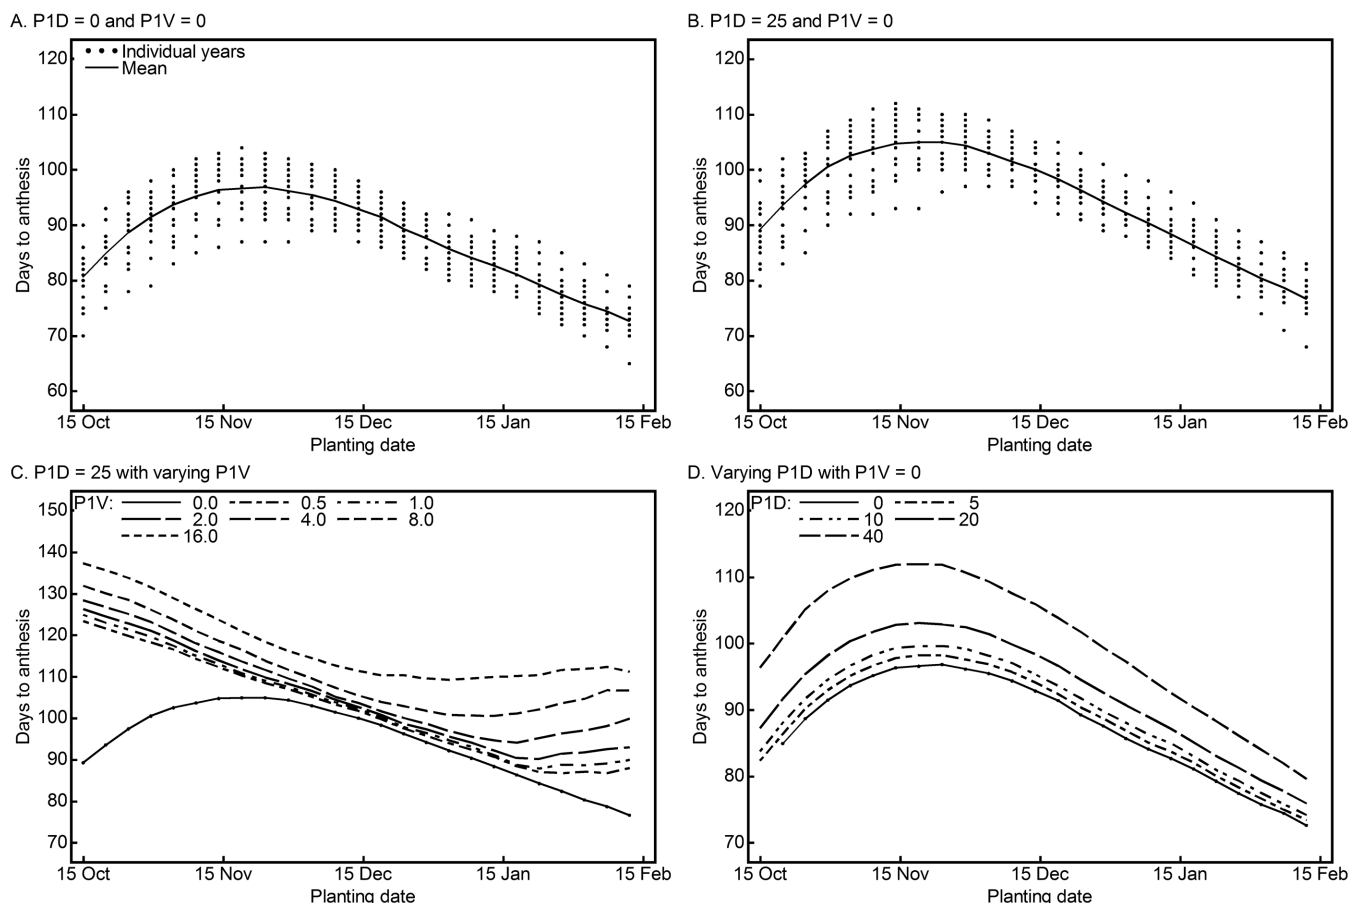 A. P1D = 0 and P1V = 0
Individual years
Mean
120
110
100
90
80
70
60
Days to anthesis
15 Oct
15 Nov
15 Dec
15 Jan
15 Feb
Planting date
B. P1D = 25 and P1V = 0
120
110
100
90
80
70
60
Days to anthesis
15 Oct
15 Nov
15 Dec
15 Jan
15 Feb
Planting date
C. P1D = 25 with varying P1V
P1V: 0.0 0.5 1.0
2.0 4.0 8.0
16.0
150
140
130
120
110
100
90
80
70
Days to anthesis
15 Oct
15 Nov
15 Dec
15 Jan
15 Feb
Planting date
D. Varying P1D with P1V = 0
P1D: 0 5
10 20
40
120
110
100
90
80
70
Days to anthesis
15 Oct
15 Nov
15 Dec
15 Jan
15 Feb
Planting date